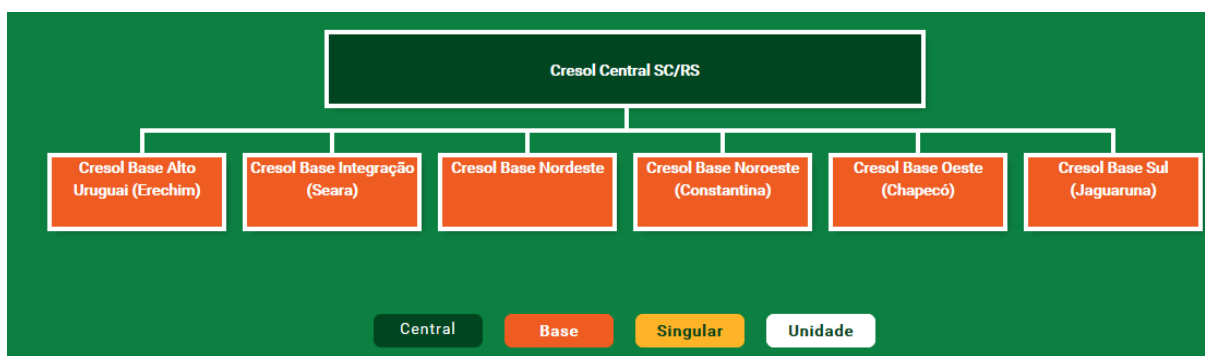 Cresol Central SC/RS
Cresol Base Alto
Uruguai (Erechim)
Cresol Base Integração
(Seara)
Cresol Base Nordeste
Cresol Base Noroeste
(Constantina)
Cresol Base Oeste
(Chapecó)
Cresol Base Sul
(Jaguaruna)
Central
Base
Singular
Unidade